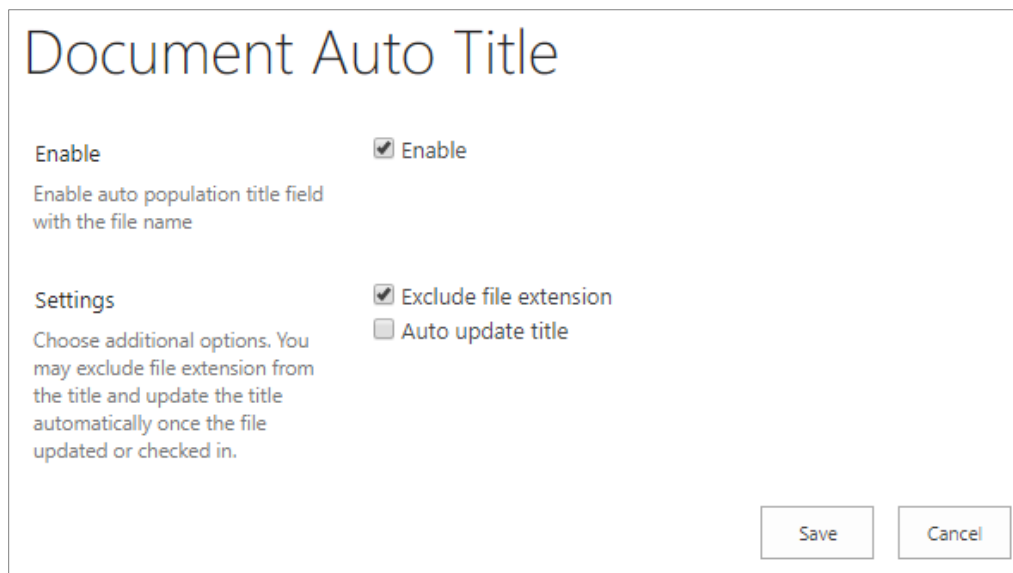 Document Auto Title
Enable
Enable
Enable auto population title field
with the file name
Settings
Exclude file extension
Auto update title
Choose additional options. You
may exclude file extension from
the title and update the title
automatically once the file
updated or checked in.
Save
Cancel